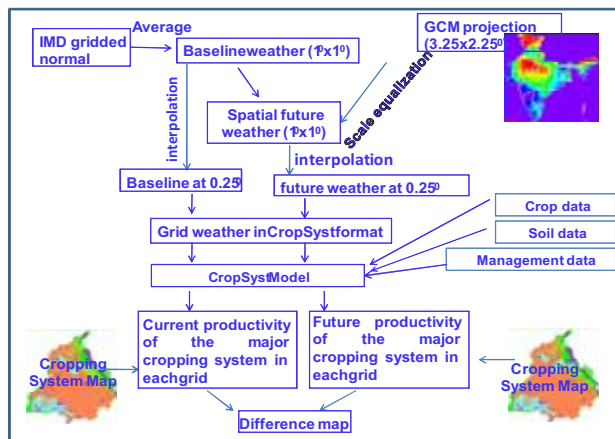 Average
IMD gridded
normal
Baselineweather (1⁰x1⁰)
GCM projection
(3.25x2.25⁰)
Scale equalization
interpolation
Spatial future
weather (1⁰x1⁰)
interpolation
Baseline at 0.25⁰
future weather at 0.25⁰
Grid weather inCropSystformat
Crop data
Soil data
Management data
CropSystModel
Current productivity
of the major
cropping system in
eachgrid
Future productivity
of the major
cropping system in
eachgrid
Cropping
System Map
Cropping
System Map
Difference map